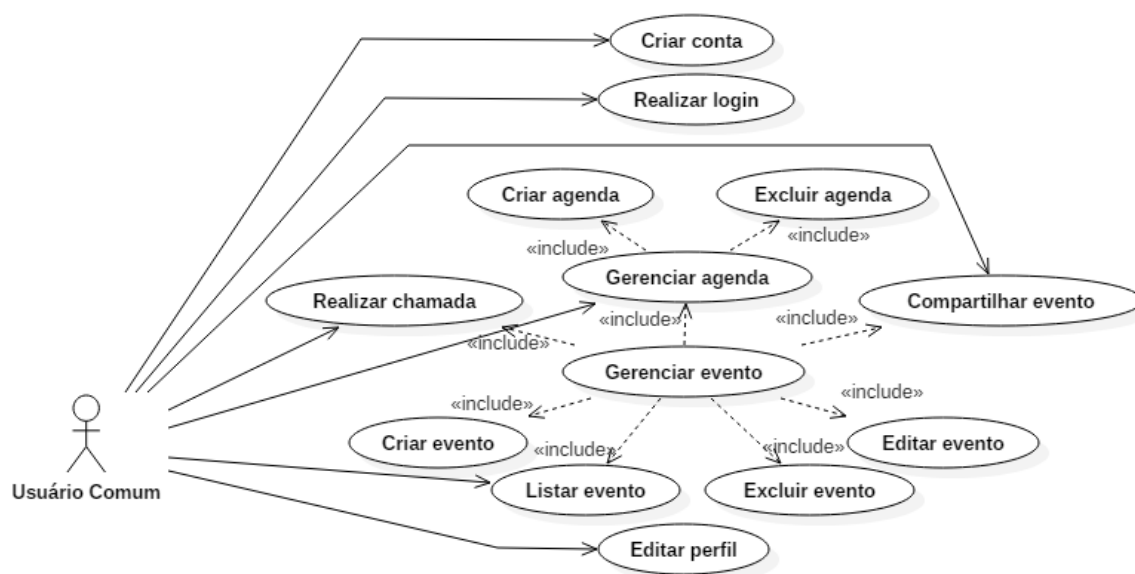 Criar conta
Realizar login
Criar agenda
Excluir agenda
«include»
«include»
Gerenciar agenda
Realizar chamada
Compartilhar evento
«include»
«include»
«include»
Gerenciar evento
«include»
«include»
Criar evento
«include»
«include»
Editar evento
Listar evento
Excluir evento
Usuário Comum
Editar perfil